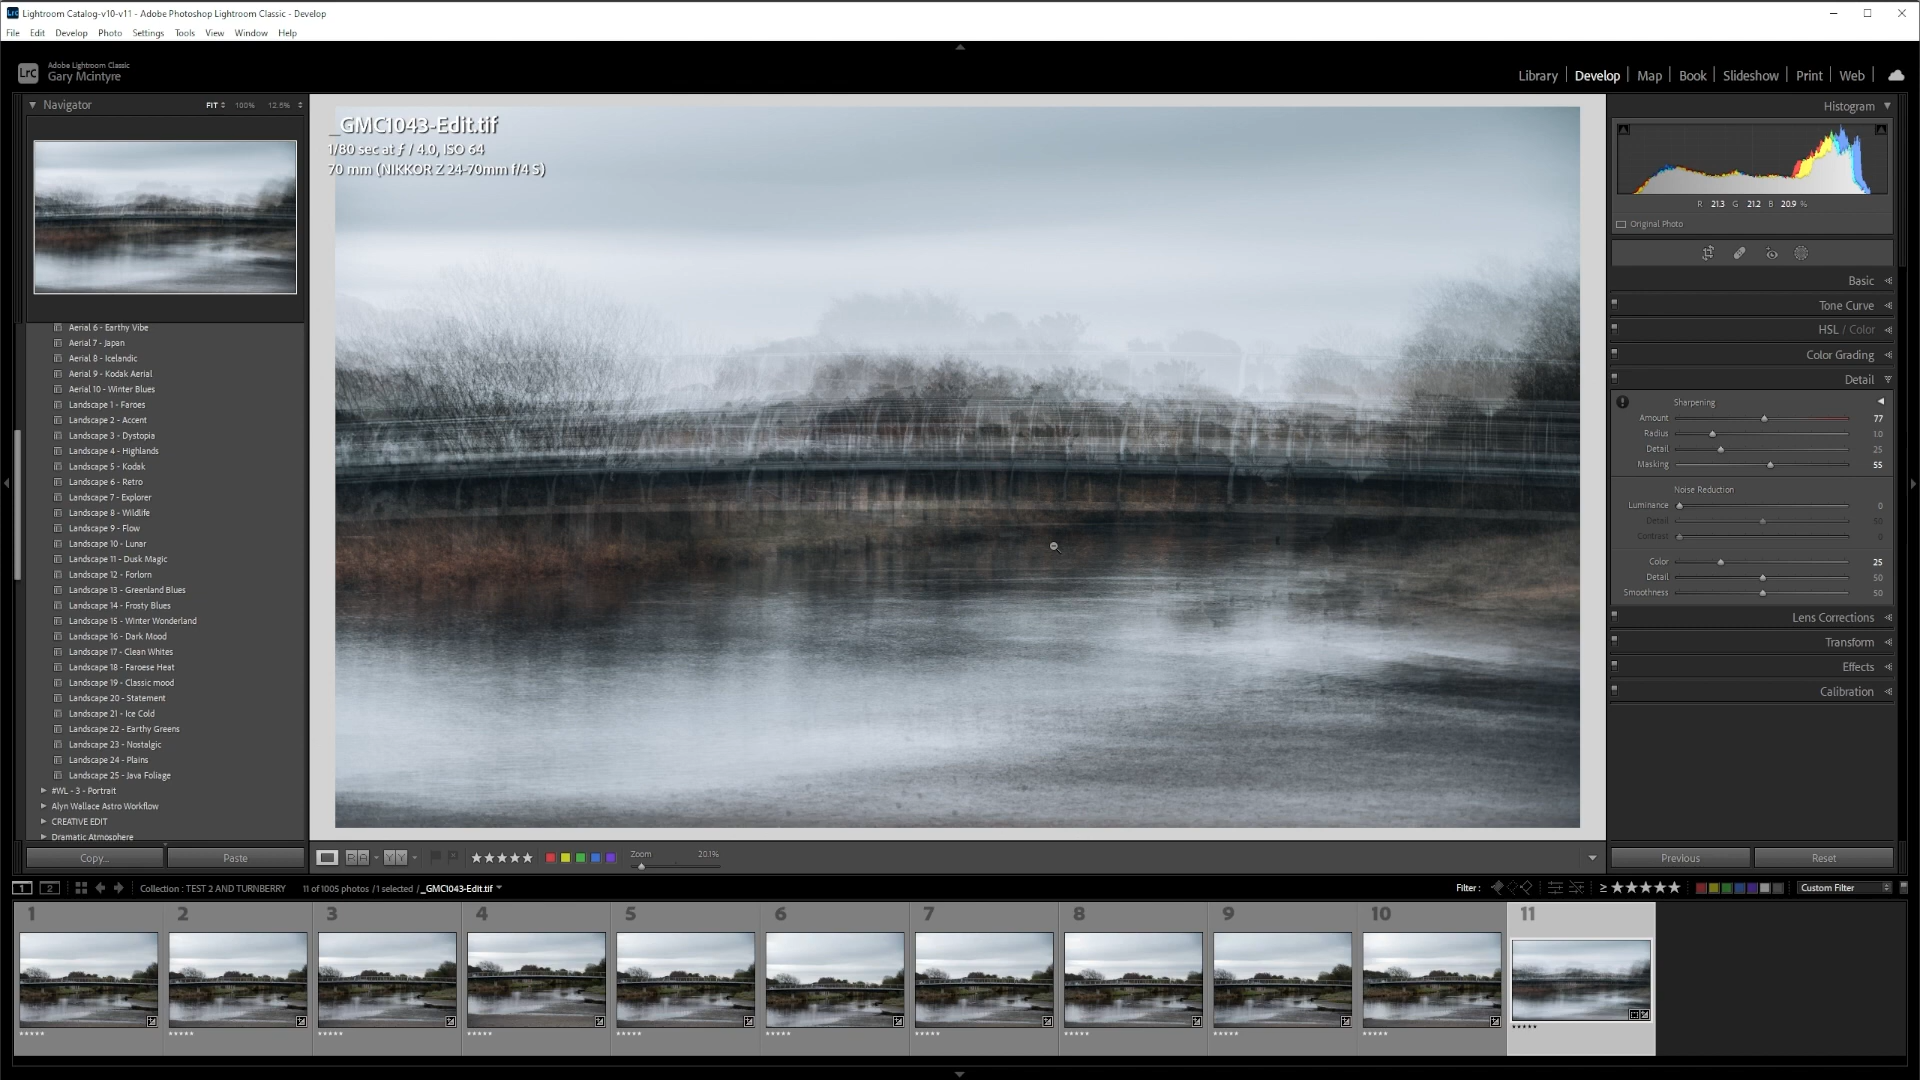 Lightroom Catalog-v10-v11 - Adobe Photoshop Lightroom Classic - Develop
File Edit Develop Photo Settings Tools View Window Help
LrC Adobe Lightroom Classic
Gary Mcintyre
Library | Develop | Map | Book | Slideshow | Print | Web
Navigator FIT 100% 12.5%
Aerial 6 - Earthy Vibe
Aerial 7 - Japan
Aerial 8 - Icelandic
Aerial 9 - Kodak Aerial
Aerial 10 - Winter Blues
Landscape 1 - Faroes
Landscape 2 - Accent
Landscape 3 - Dystopia
Landscape 4 - Highlands
Landscape 5 - Kodak
Landscape 6 - Retro
Landscape 7 - Explorer
Landscape 8 - Wildlife
Landscape 9 - Flow
Landscape 10 - Lunar
Landscape 11 - Dusk Magic
Landscape 12 - Forlorn
Landscape 13 - Greenland Blues
Landscape 14 - Frosty Blues
Landscape 15 - Winter Wonderland
Landscape 16 - Dark Mood
Landscape 17 - Clean Whites
Landscape 18 - Faroese Heat
Landscape 19 - Classic mood
Landscape 20 - Statement
Landscape 21 - Ice Cold
Landscape 22 - Earthy Greens
Landscape 23 - Nostalgic
Landscape 24 - Plains
Landscape 25 - Java Foliage
#WL - 3 - Portrait
Alyn Wallace Astro Workflow
CREATIVE EDIT
Dramatic Atmosphere
Copy... Paste
_GMC1043-Edit.tif
1/80 sec at ƒ / 4.0, ISO 64
70 mm (NIKKOR Z 24-70mm f/4 S)
Histogram
R 21.3 G 21.2 B 20.9 %
Original Photo
Basic
Tone Curve
HSL / Color
Color Grading
Detail
Sharpening
Amount 77
Radius 1.0
Detail 25
Masking 55
Noise Reduction
Luminance 0
Detail 50
Contrast 0
Color 25
Detail 50
Smoothness 50
Lens Corrections
Transform
Effects
Calibration
Previous Reset
RA YY Zoom 20.1%
1 2 Collection : TEST 2 AND TURNBERRY 11 of 1005 photos / 1 selected / _GMC1043-Edit.tif
Filter : ≥ Custom Filter
1 2 3 4 5 6 7 8 9 10 11